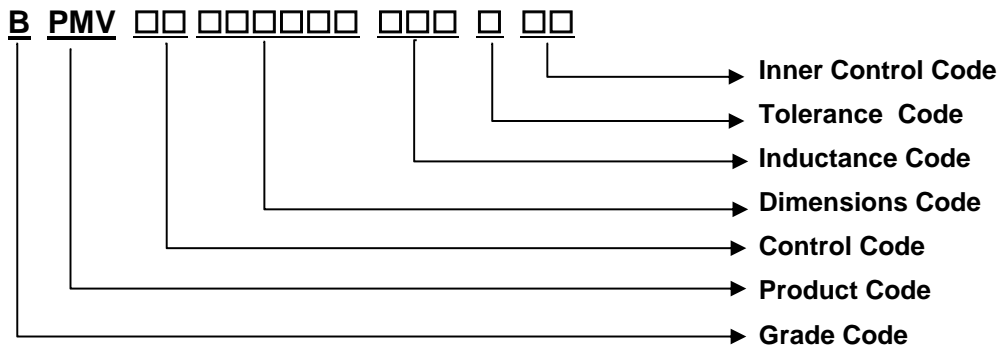 B PMV □□ □□□□□□ □□□ □ □□
Inner Control Code
Tolerance Code
Inductance Code
Dimensions Code
Control Code
Product Code
Grade Code